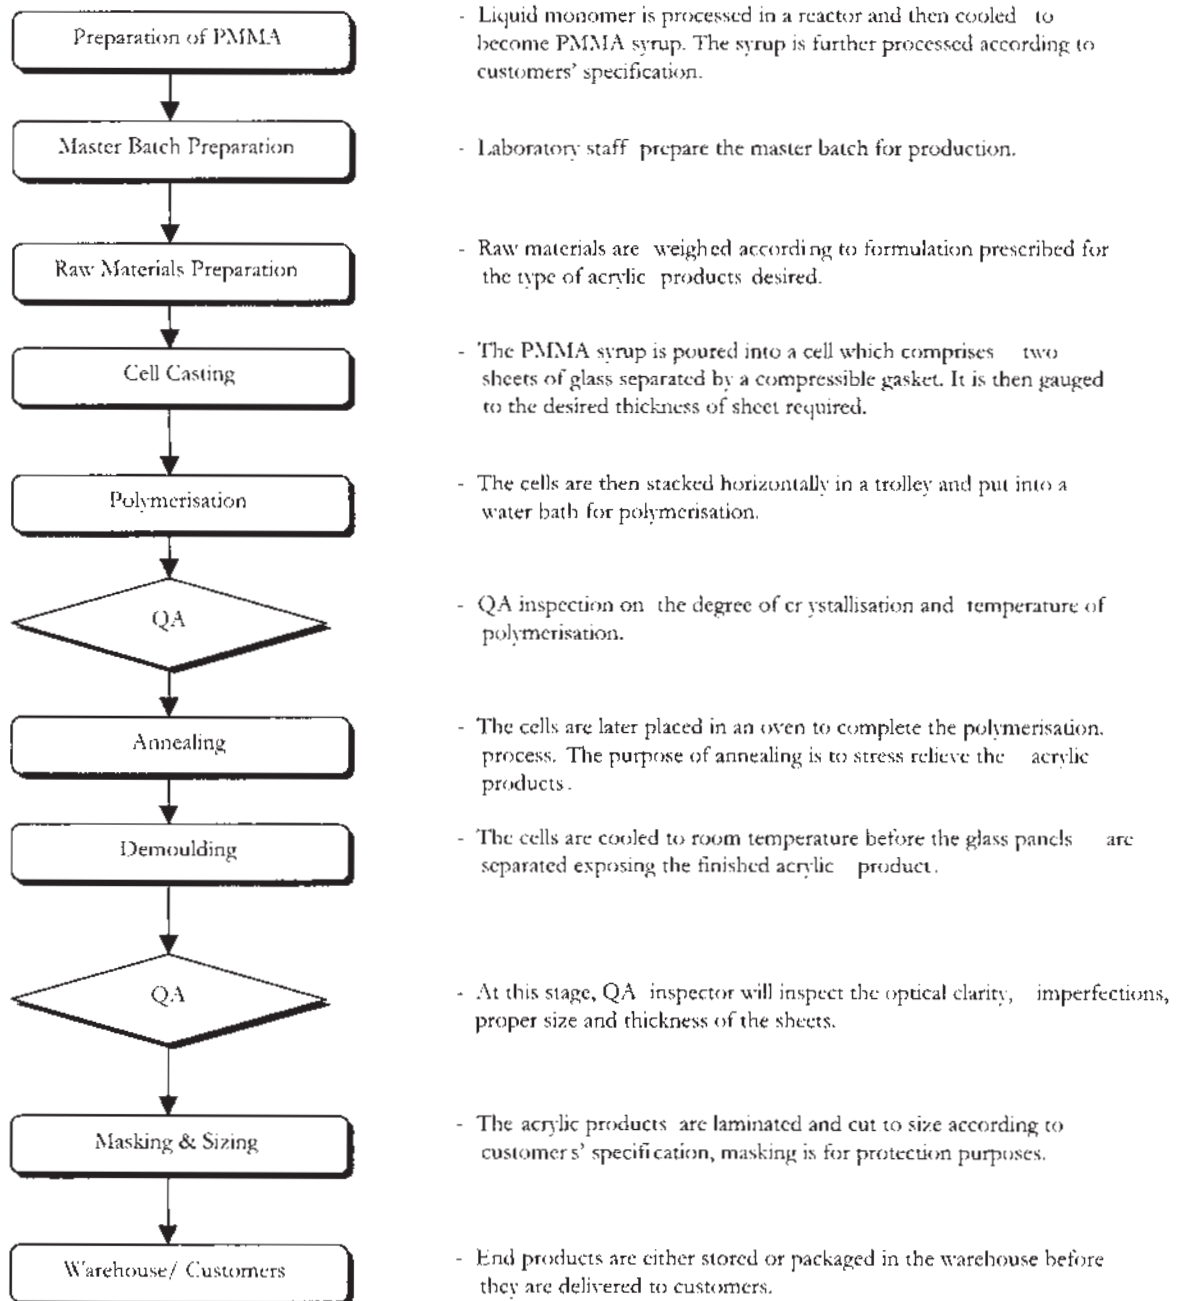 Preparation of PMMA
- Liquid monomer is processed in a reactor and then cooled to
become PMMA syrup. The syrup is further processed according to
customers' specification.
Master Batch Preparation
- Laboratory staff prepare the master batch for production.
Raw Materials Preparation
- Raw materials are weighed according to formulation prescribed for
the type of acrylic products desired.
Cell Casting
- The PMMA syrup is poured into a cell which comprises two
sheets of glass separated by a compressible gasket. It is then gauged
to the desired thickness of sheet required.
Polymerisation
- The cells are then stacked horizontally in a trolley and put into a
water bath for polymerisation.
QA
- QA inspection on the degree of crystallisation and temperature of
polymerisation.
Annealing
- The cells are later placed in an oven to complete the polymerisation.
process. The purpose of annealing is to stress relieve the acrylic
products.
Demoulding
- The cells are cooled to room temperature before the glass panels are
separated exposing the finished acrylic product.
QA
- At this stage, QA inspector will inspect the optical clarity, imperfections,
proper size and thickness of the sheets.
Masking & Sizing
- The acrylic products are laminated and cut to size according to
customers' specification, masking is for protection purposes.
Warehouse/ Customers
- End products are either stored or packaged in the warehouse before
they are delivered to customers.